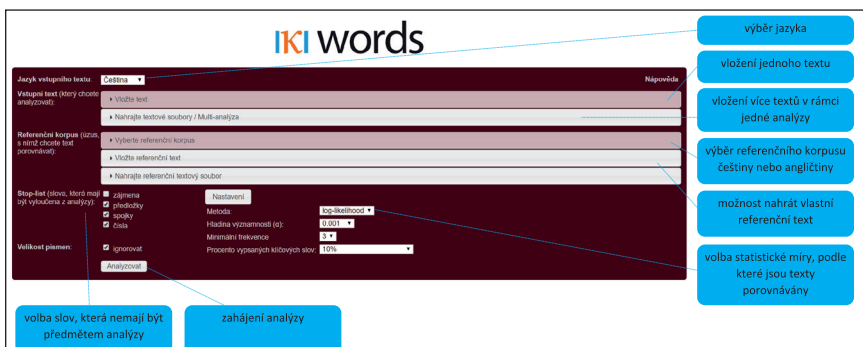 KI words
výběr jazyka
Jazyk vstupního textu: Čeština
Nápověda
vložení jednoho textu
Vstupní text (který chcete
analyzovat):
Vložte text
Nahrajte textové soubory / Multi-analýza
vložení více textů v rámci
jedné analýzy
Referenční korpus (úzus,
s nímž chcete text
porovnávat):
Vyberte referenční korpus
Vložte referenční text
Nahrajte referenční textový soubor
výběr referenčního korpusu
češtiny nebo angličtiny
možnost nahrát vlastní
referenční text
Stop-list (slova, která mají
být vyloučena z analýzy):
zájmena
předložky
spojky
čísla
Nastavení
Metoda: log-likelihood
Hladina významnosti (α): 0.001
Minimální frekvence 3
Procento vypsaných klíčových slov: 10%
Velikost písmen: ignorovat
Analyzovat
volba statistické míry, podle
které jsou texty
porovnávány
volba slov, která nemají být
předmětem analýzy
zahájení analýzy